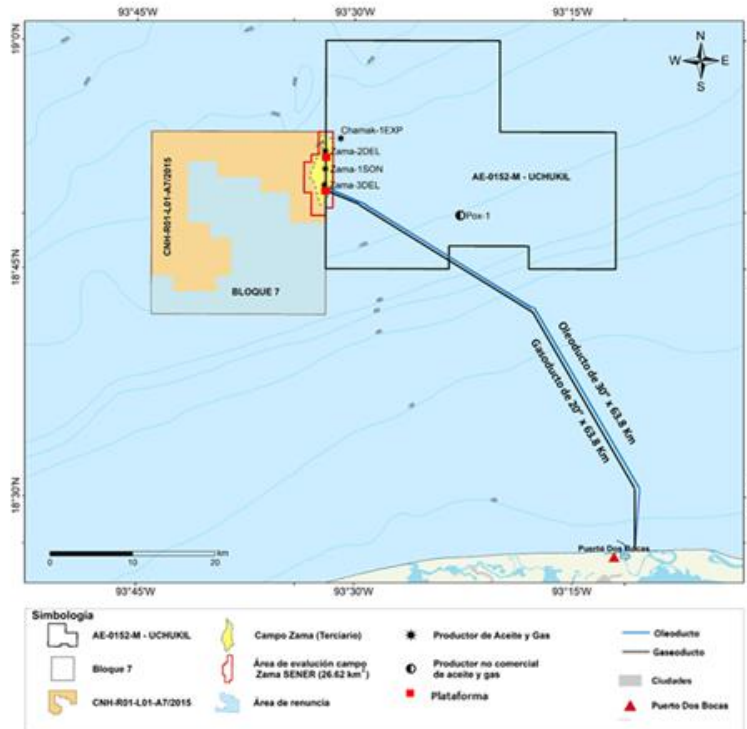 93°45'W 93°30'W 93°15'W
19°0'N
N
W E
S
Chamak-1EXP
Zama-2DEL
Zama-1SON
Zama-3DEL
AE-0152-M - UCHUKIL
Pox-1
CNH-R01-L01-A7/2015
18°45'N
BLOQUE 7
Oleoducto de 30" x 63.8 Km
Gasoducto de 20" x 63.8 Km
18°30'N
Puerto Dos Bocas
0 10 20 km
93°45'W 93°30'W 93°15'W
Simbología
AE-0152-M - UCHUKIL
Campo Zama (Terciario)
Productor de Aceite y Gas
Oleoducto
Gaseoducto
Bloque 7
Área de evalución campo
Zama SENER (26.62 km²)
Productor no comercial
de aceite y gas
Ciudades
CNH-R01-L01-A7/2015
Área de renuncia
Plataforma
Puerto Dos Bocas